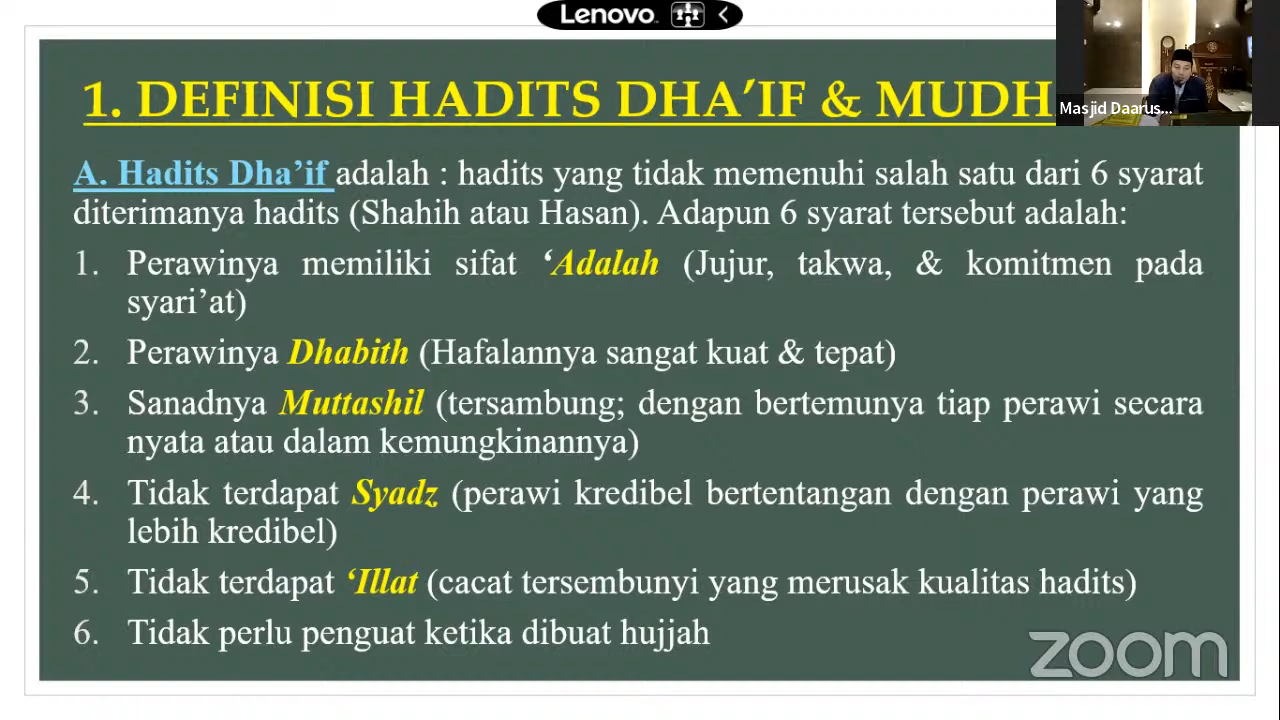 Lenovo
1. DEFINISI HADITS DHA’IF & MUDH
Masjid Daarus...
A. Hadits Dha’if adalah : hadits yang tidak memenuhi salah satu dari 6 syarat
diterimanya hadits (Shahih atau Hasan). Adapun 6 syarat tersebut adalah:
1. Perawinya memiliki sifat ‘Adalah (Jujur, takwa, & komitmen pada
syari’at)
2. Perawinya Dhabith (Hafalannya sangat kuat & tepat)
3. Sanadnya Muttashil (tersambung; dengan bertemunya tiap perawi secara
nyata atau dalam kemungkinannya)
4. Tidak terdapat Syadz (perawi kredibel bertentangan dengan perawi yang
lebih kredibel)
5. Tidak terdapat ‘Illat (cacat tersembunyi yang merusak kualitas hadits)
6. Tidak perlu penguat ketika dibuat hujjah
zoom